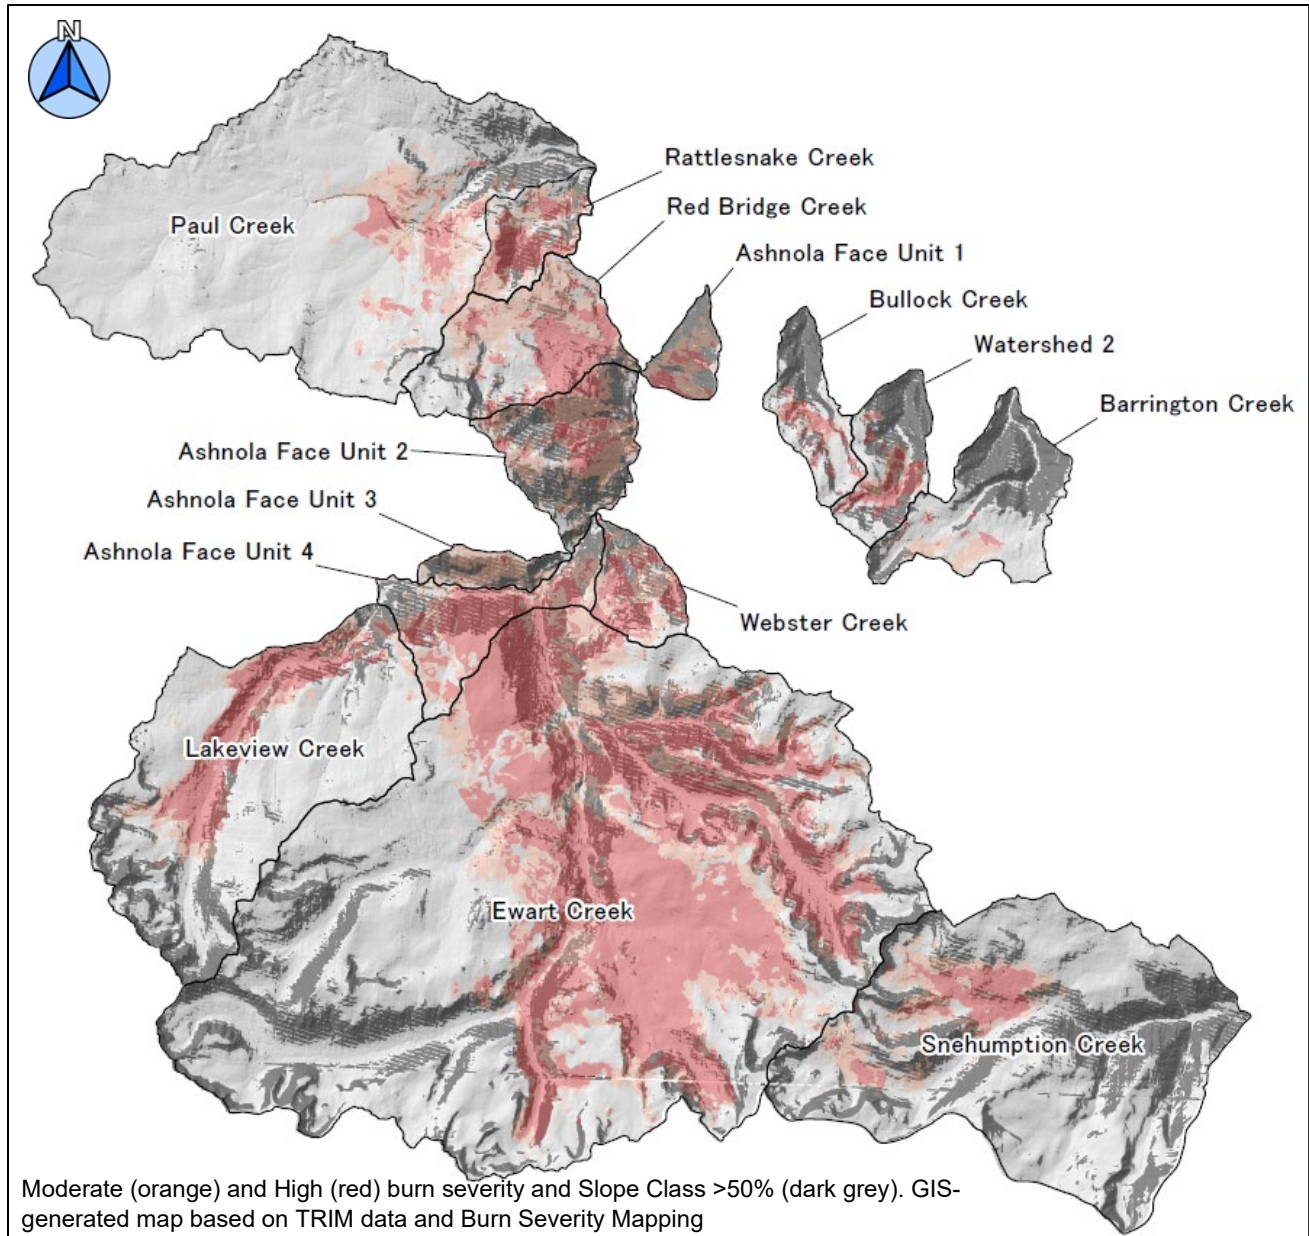 N
Rattlesnake Creek
Red Bridge Creek
Paul Creek
Ashnola Face Unit 1
Bullock Creek
Watershed 2
Barrington Creek
Ashnola Face Unit 2
Ashnola Face Unit 3
Ashnola Face Unit 4
Webster Creek
Lakeview Creek
Ewart Creek
Snehumption Creek
Moderate (orange) and High (red) burn severity and Slope Class >50% (dark grey). GIS-
generated map based on TRIM data and Burn Severity Mapping